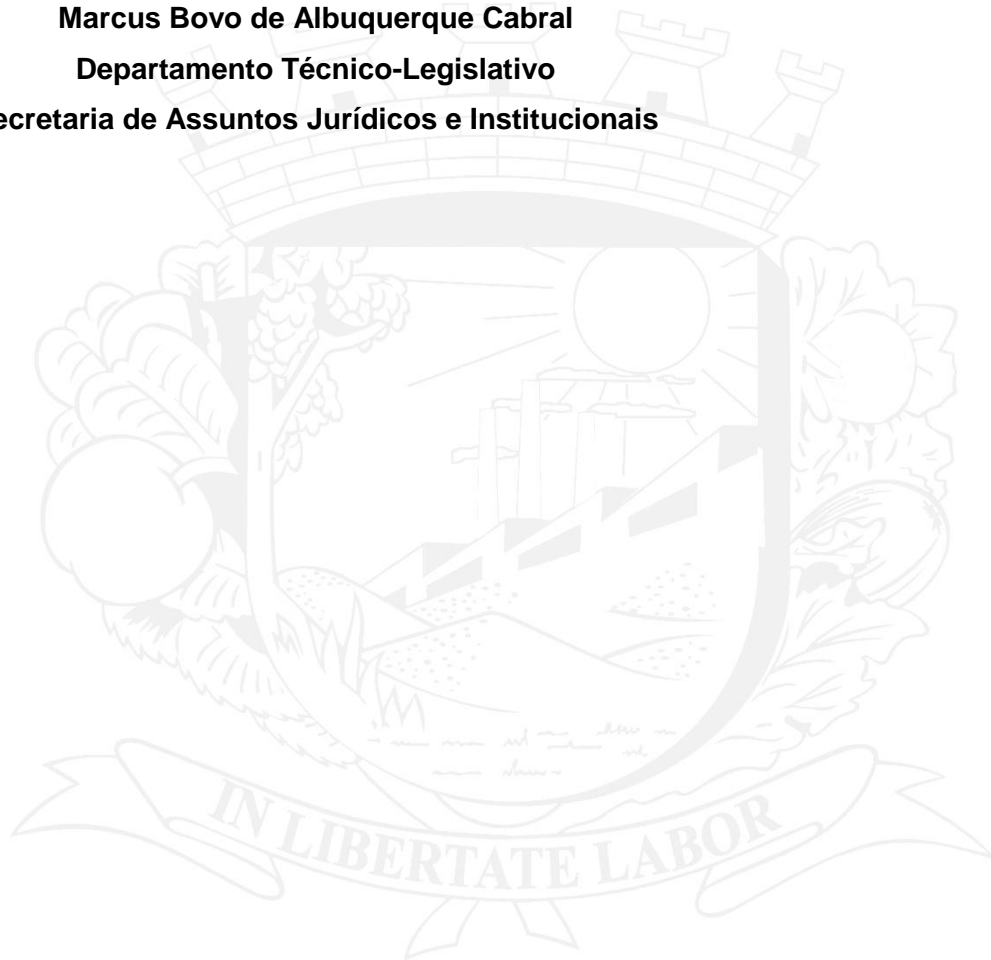 Marcus Bovo de Albuquerque Cabral
Departamento Técnico-Legislativo
ecretaria de Assuntos Jurídicos e Institucionais
IN LIBERTATE LABOR